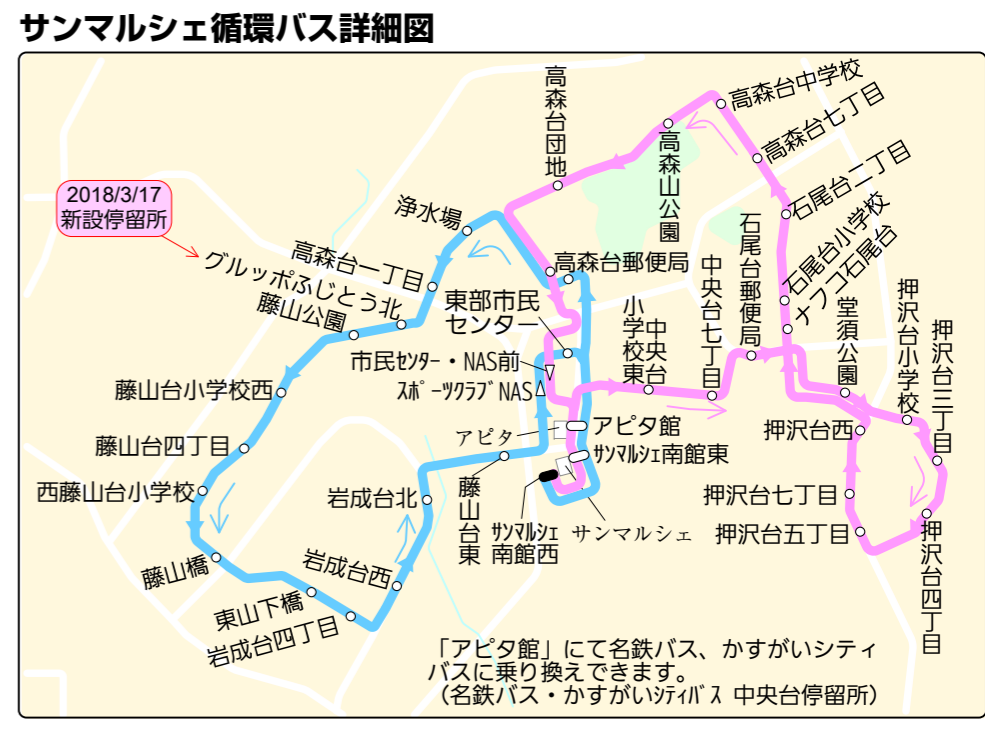 サンマルシェ循環バス詳細図
高森台団地
高森台中学校
高森台七丁目
高森山公園
石尾台二丁目
2018/3/17
新設停留所
浄水場
石尾台小学校
ナフコ石尾台
石尾台郵便局
高森台一丁目
高森台郵便局
中央台七丁目
グルッポふじとう北
藤山公園
東部市民
センター
中央台
小学校東
堂須公園
押沢台小学校
押沢台三丁目
市民センター・NAS前
スポーツクラブNAS
藤山台小学校西
アピタ
アピタ館
押沢台西
藤山台四丁目
サンマルシェ南館東
西藤山台小学校
岩成台北
藤山台東
サンマルシェ
南館西
サンマルシェ
押沢台七丁目
押沢台五丁目
押沢台四丁目
藤山橋
岩成台西
東山下橋
岩成台四丁目
「アピタ館」にて名鉄バス、かすがいシティ
バスに乗り換えできます。
（名鉄バス・かすがいシティバス 中央台停留所）